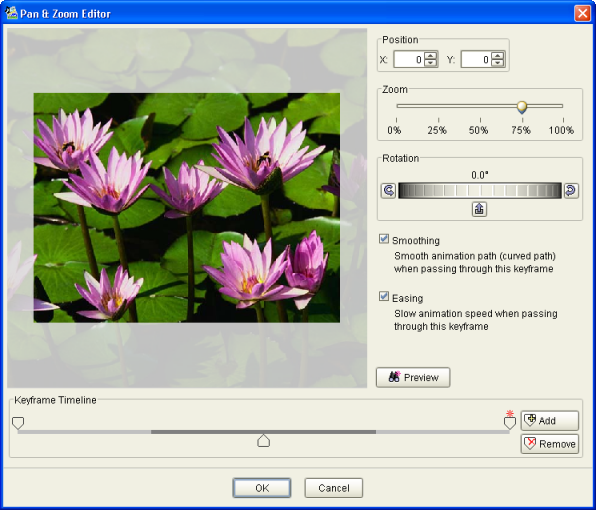 Pan & Zoom Editor
Position
X: 0 Y: 0
Zoom
0% 25% 50% 75% 100%
Rotation
0.0°
Smoothing
Smooth animation path (curved path)
when passing through this keyframe
Easing
Slow animation speed when passing
through this keyframe
Preview
Keyframe Timeline
Add
Remove
OK Cancel